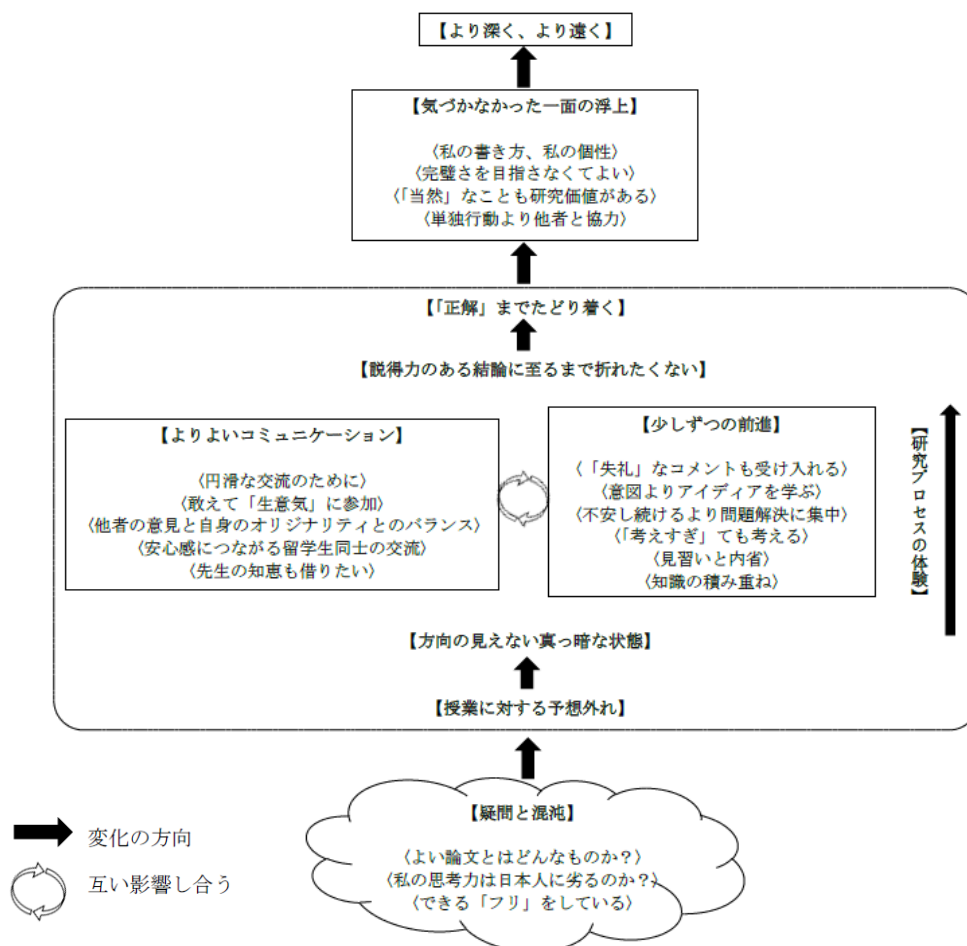 【より深く、より遠く】
【気づかなかった一面の浮上】
〈私の書き方、私の個性〉
〈完璧さを目指さなくてよい〉
〈「当然」なことも研究価値がある〉
〈単独行動より他者と協力〉
【「正解」までたどり着く】
【説得力のある結論に至るまで折れたくない】
【よりよいコミュニケーション】
〈円滑な交流のために〉
〈敢えて「生意気」に参加〉
〈他者の意見と自身のオリジナリティとのバランス〉
〈安心感につながる留学生同士の交流〉
〈先生の知恵も借りたい〉
【少しずつの前進】
〈「失礼」なコメントも受け入れる〉
〈意図よりアイディアを学ぶ〉
〈不安し続けるより問題解決に集中〉
〈「考えすぎ」ても考える〉
〈見習いと内省〉
〈知識の積み重ね〉
【研究プロセスの体験】
【方向の見えない真っ暗な状態】
【授業に対する予想外れ】
【疑問と混沌】
〈よい論文とはどんなものか？〉
〈私の思考力は日本人に劣るのか？〉
〈できる「フリ」をしている〉
変化の方向
互い影響し合う